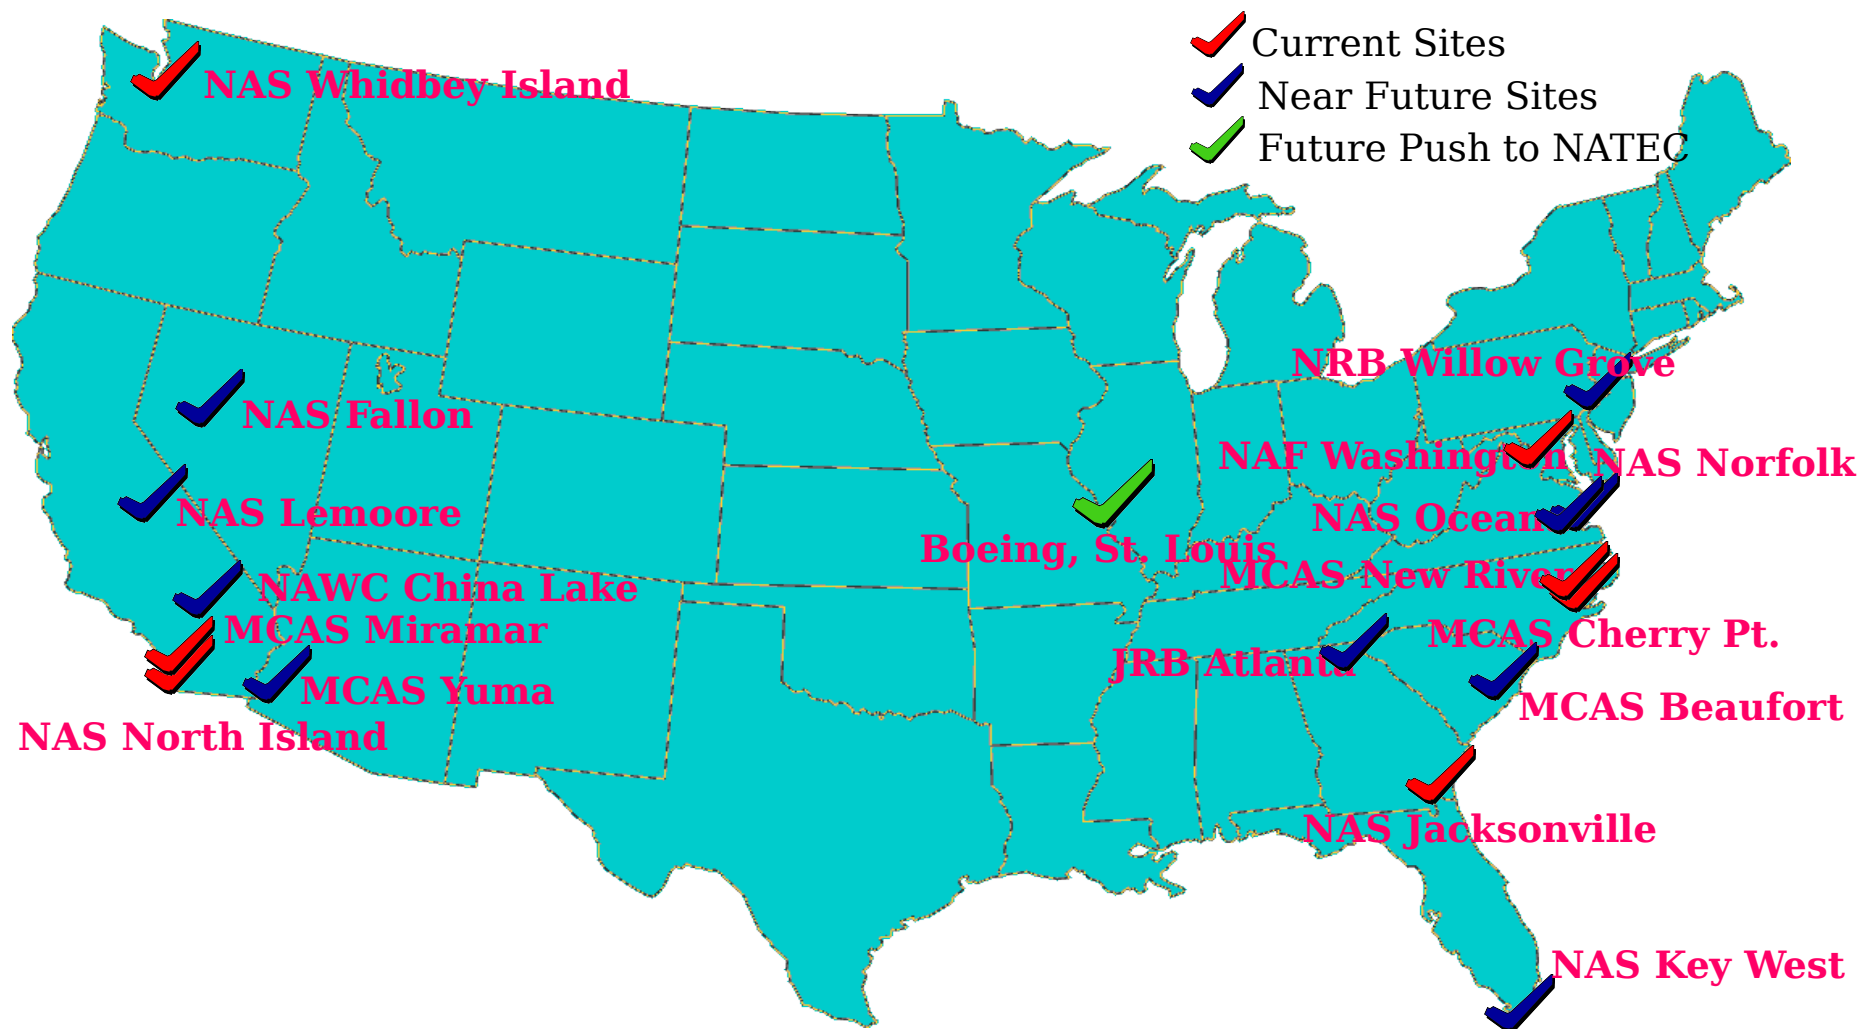 Current Sites
NAS Whidbey Island
Near Future Sites
Future Push to NATEC
NRB Willow Grove
NAS Fallon
NAF Washington
NAS Norfolk
NAS Lemoore
NAS Ocean
Boeing, St. Louis
MCAS New River
NAWC China Lake
MCAS Miramar
MCAS Cherry Pt.
JRB Atlanta
MCAS Yuma
MCAS Beaufort
NAS North Island
NAS Jacksonville
NAS Key West